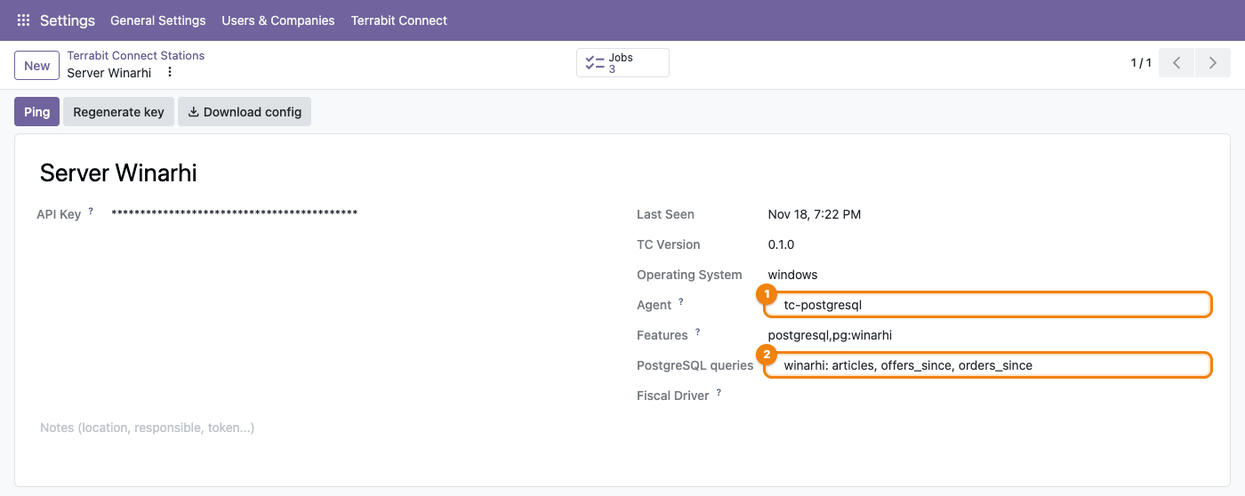 Settings General Settings Users & Companies Terrabit Connect
New Terrabit Connect Stations
Server Winarhi
Jobs
3
1 / 1
Ping Regenerate key Download config
Server Winarhi
API Key ? *******************************************
Last Seen Nov 18, 7:22 PM
TC Version 0.1.0
Operating System windows
1
Agent ? tc-postgresql
Features ? postgresql,pg:winarhi
2
PostgreSQL queries winarhi: articles, offers_since, orders_since
Fiscal Driver ?
Notes (location, responsible, token...)